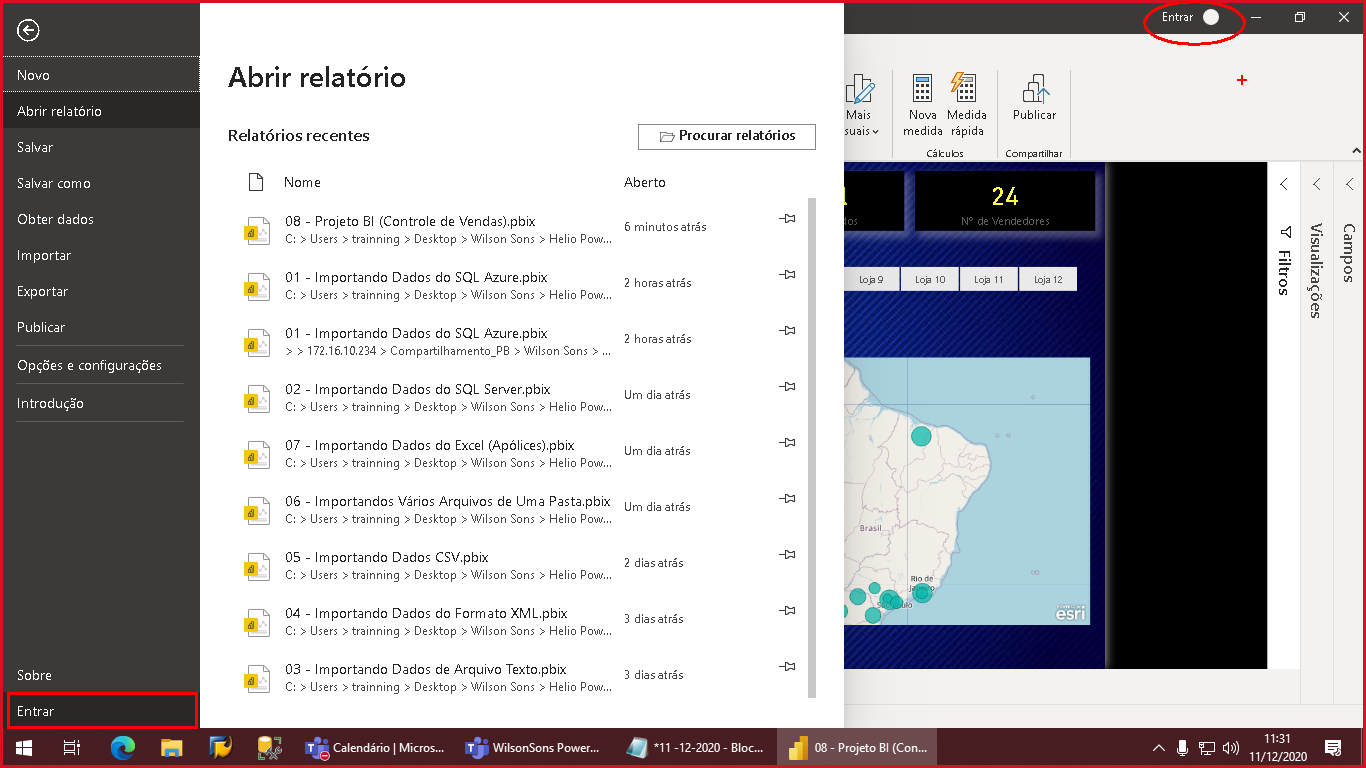 Entrar
Novo
Abrir relatório
Salvar
Salvar como
Obter dados
Importar
Exportar
Publicar
Opções e configurações
Introdução
Sobre
Entrar
Abrir relatório
Relatórios recentes
Procurar relatórios
Nome Aberto
08 - Projeto BI (Controle de Vendas).pbix
C: > Users > trainning > Desktop > Wilson Sons > Helio Pow...
6 minutos atrás
01 - Importando Dados do SQL Azure.pbix
C: > Users > trainning > Desktop > Wilson Sons > Helio Pow...
2 horas atrás
01 - Importando Dados do SQL Azure.pbix
> > 172.16.10.234 > Compartilhamento_PB > Wilson Sons > ...
2 horas atrás
02 - Importando Dados do SQL Server.pbix
C: > Users > trainning > Desktop > Wilson Sons > Helio Pow...
Um dia atrás
07 - Importando Dados do Excel (Apólices).pbix
C: > Users > trainning > Desktop > Wilson Sons > Helio Pow...
Um dia atrás
06 - Importandos Vários Arquivos de Uma Pasta.pbix
C: > Users > trainning > Desktop > Wilson Sons > Helio Pow...
Um dia atrás
05 - Importando Dados CSV.pbix
C: > Users > trainning > Desktop > Wilson Sons > Helio Pow...
2 dias atrás
04 - Importando Dados do Formato XML.pbix
C: > Users > trainning > Desktop > Wilson Sons > Helio Pow...
3 dias atrás
03 - Importando Dados de Arquivo Texto.pbix
C: > Users > trainning > Desktop > Wilson Sons > Helio Pow...
3 dias atrás
Mais
suais
Nova
medida
Medida
rápida
Cálculos
Publicar
Compartilhar
24
Nº de Vendedores
dos
Loja 9 Loja 10 Loja 11 Loja 12
Brasil
Rio de
Janeiro
São Paulo
POWERED BY
esri
Filtros
Visualizações
Campos
Calendário | Micros...
WilsonSons Power...
*11 -12-2020 - Bloc...
08 - Projeto BI (Con...
11:31
11/12/2020